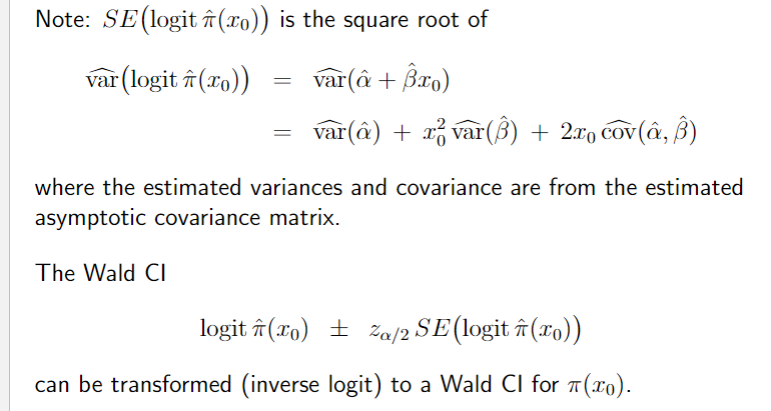 Note: SE(logit π̂(x₀)) is the square root of
v̂ar(logit π̂(x₀)) = v̂ar(α̂ + β̂x₀)
= v̂ar(α̂) + x₀² v̂ar(β̂) + 2x₀ ĉov(α̂, β̂)
where the estimated variances and covariance are from the estimated
asymptotic covariance matrix.
The Wald CI
logit π̂(x₀) ± z_{α/2} SE(logit π̂(x₀))
can be transformed (inverse logit) to a Wald CI for π(x₀).